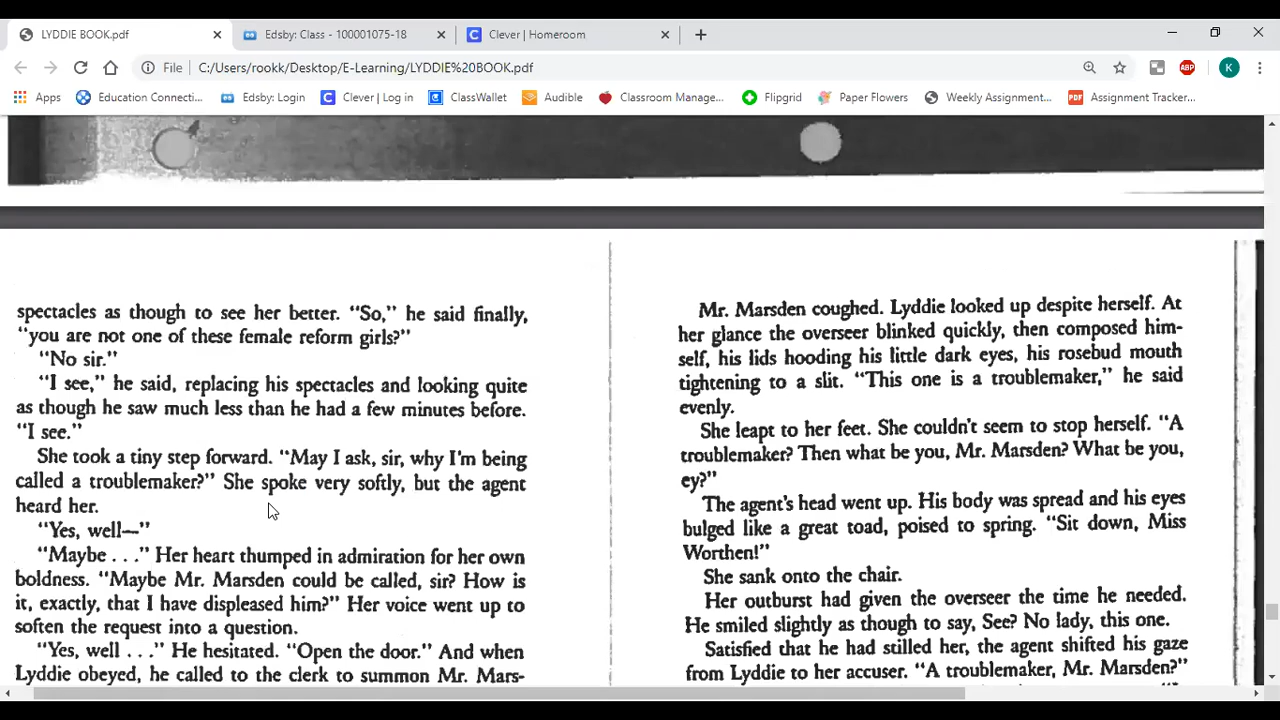 LYDDIE BOOK.pdf
Edsby: Class - 100001075-18
Clever | Homeroom
File
C:/Users/rookk/Desktop/E-Learning/LYDDIE%20BOOK.pdf
ABP
K
Apps
Education Connecti...
Edsby: Login
Clever | Log in
ClassWallet
Audible
Classroom Manage...
Flipgrid
Paper Flowers
Weekly Assignment...
PDF
Assignment Tracker...
spectacles as though to see her better. “So,” he said finally,
“you are not one of these female reform girls?”
“No sir.”
“I see,” he said, replacing his spectacles and looking quite
as though he saw much less than he had a few minutes before.
“I see.”
She took a tiny step forward. “May I ask, sir, why I’m being
called a troublemaker?” She spoke very softly, but the agent
heard her.
“Yes, well—”
“Maybe . . .” Her heart thumped in admiration for her own
boldness. “Maybe Mr. Marsden could be called, sir? How is
it, exactly, that I have displeased him?” Her voice went up to
soften the request into a question.
“Yes, well . . .” He hesitated. “Open the door.” And when
Lyddie obeyed, he called to the clerk to summon Mr. Mars-
Mr. Marsden coughed. Lyddie looked up despite herself. At
her glance the overseer blinked quickly, then composed him-
self, his lids hooding his little dark eyes, his rosebud mouth
tightening to a slit. “This one is a troublemaker,” he said
evenly.
She leapt to her feet. She couldn’t seem to stop herself. “A
troublemaker? Then what be you, Mr. Marsden? What be you,
ey?”
The agent’s head went up. His body was spread and his eyes
bulged like a great toad, poised to spring. “Sit down, Miss
Worthen!”
She sank onto the chair.
Her outburst had given the overseer the time he needed.
He smiled slightly as though to say, See? No lady, this one.
Satisfied that he had stilled her, the agent shifted his gaze
from Lyddie to her accuser. “A troublemaker, Mr. Marsden?”